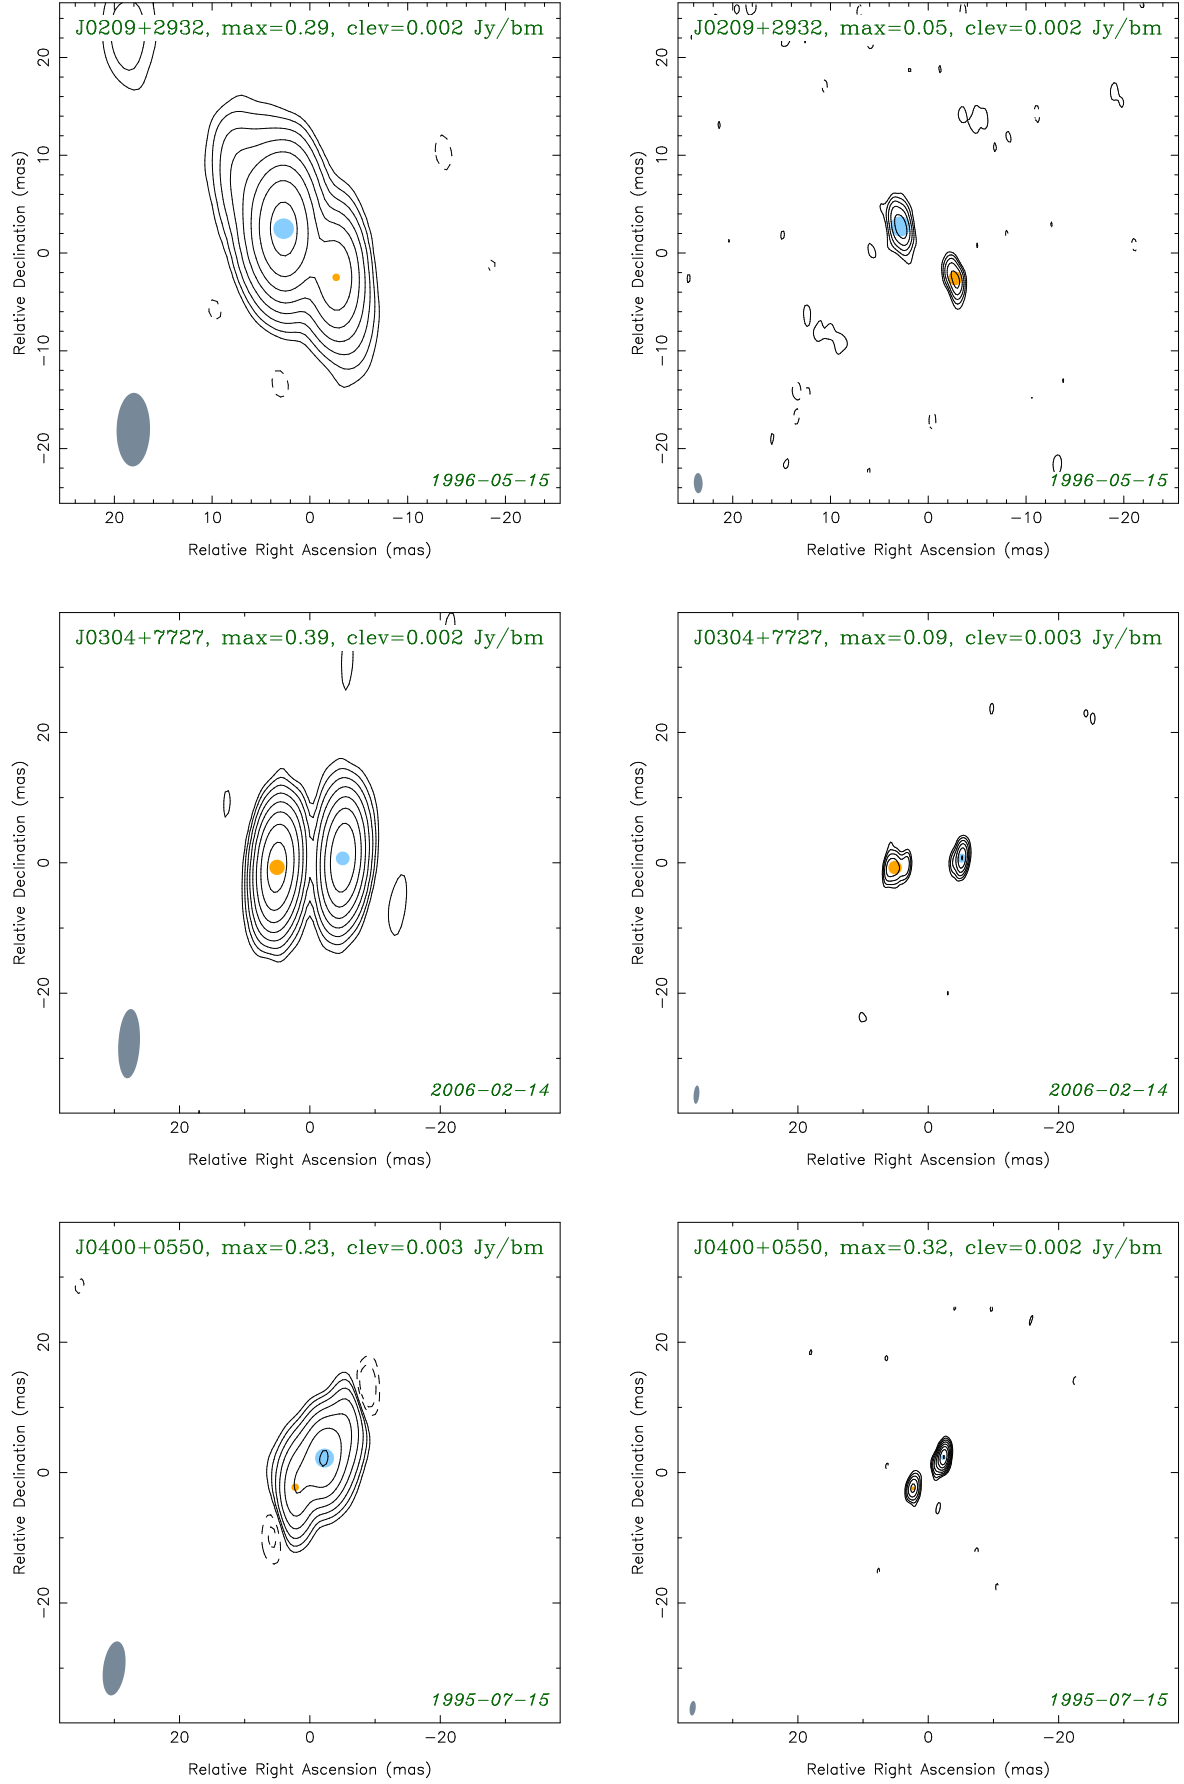 J0209+2932, max=0.29, clev=0.002 Jy/bm
Relative Declination (mas)
20
10
0
−10
−20
1996−05−15
20 10 0 −10 −20
Relative Right Ascension (mas)
J0209+2932, max=0.05, clev=0.002 Jy/bm
Relative Declination (mas)
20
10
0
−10
−20
1996−05−15
20 10 0 −10 −20
Relative Right Ascension (mas)
J0304+7727, max=0.39, clev=0.002 Jy/bm
Relative Declination (mas)
20
0
−20
2006−02−14
20 0 −20
Relative Right Ascension (mas)
J0304+7727, max=0.09, clev=0.003 Jy/bm
Relative Declination (mas)
20
0
−20
2006−02−14
20 0 −20
Relative Right Ascension (mas)
J0400+0550, max=0.23, clev=0.003 Jy/bm
Relative Declination (mas)
20
0
−20
1995−07−15
20 0 −20
Relative Right Ascension (mas)
J0400+0550, max=0.32, clev=0.002 Jy/bm
Relative Declination (mas)
20
0
−20
1995−07−15
20 0 −20
Relative Right Ascension (mas)